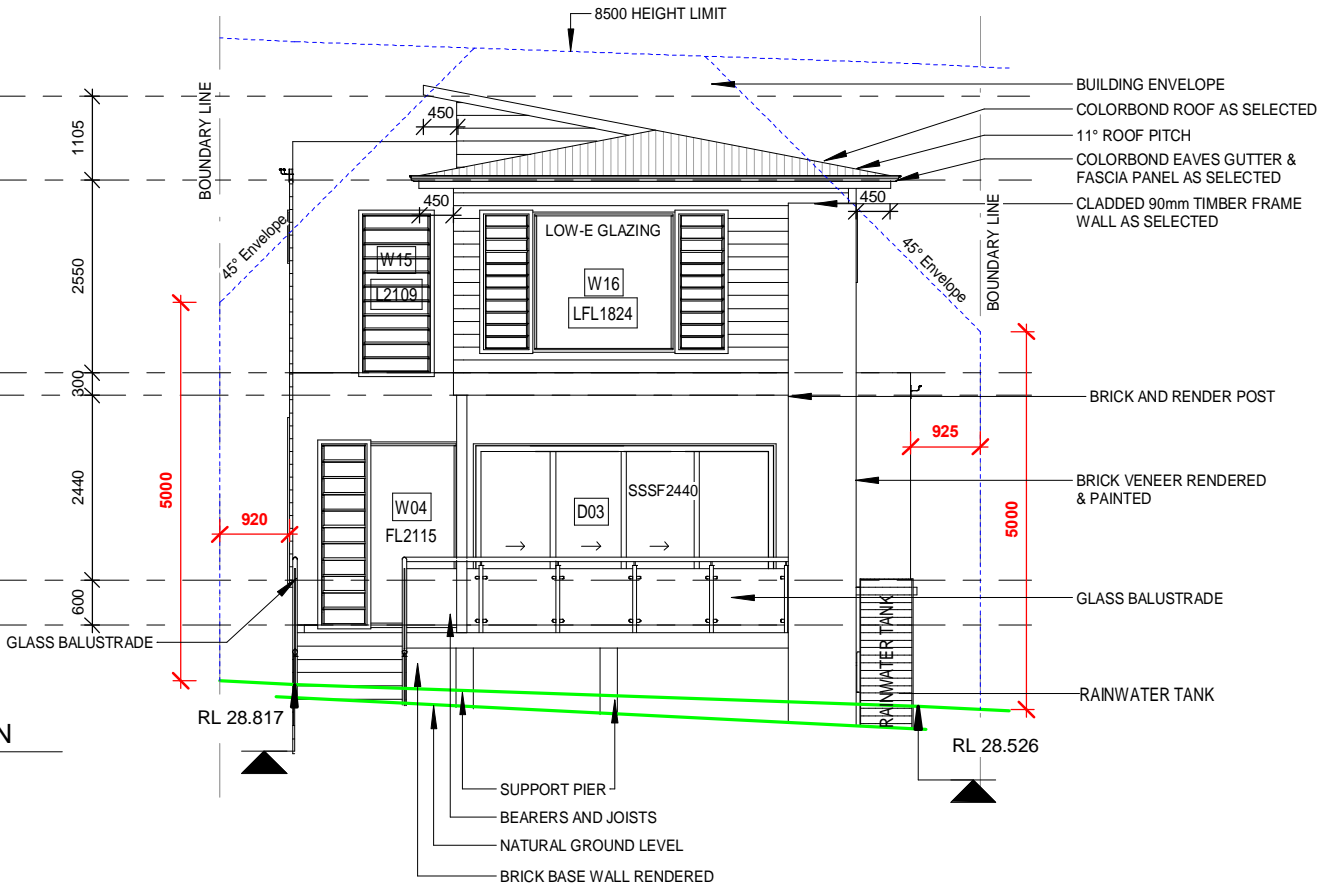 8500 HEIGHT LIMIT
BUILDING ENVELOPE
COLORBOND ROOF AS SELECTED
11° ROOF PITCH
COLORBOND EAVES GUTTER &
FASCIA PANEL AS SELECTED
CLADDED 90mm TIMBER FRAME
WALL AS SELECTED
BOUNDARY LINE
BOUNDARY LINE
45° Envelope
45° Envelope
1105
2550
300
2440
600
450
450
450
LOW-E GLAZING
W15
L2109
W16
LFL1824
BRICK AND RENDER POST
925
5000
920
5000
W04
FL2115
D03
SSSF2440
BRICK VENEER RENDERED
& PAINTED
GLASS BALUSTRADE
GLASS BALUSTRADE
RAINWATER TANK
RAINWATER TANK
RL 28.817
RL 28.526
N
SUPPORT PIER
BEARERS AND JOISTS
NATURAL GROUND LEVEL
BRICK BASE WALL RENDERED